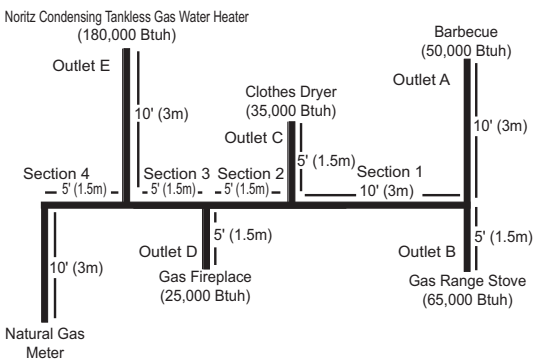 Noritz Condensing Tankless Gas Water Heater
(180,000 Btuh)
Outlet E
10' (3m)
Barbecue
(50,000 Btuh)
Outlet A
10' (3m)
Clothes Dryer
(35,000 Btuh)
Outlet C
5' (1.5m)
Section 4
5' (1.5m)
Section 3
5' (1.5m)
Section 2
5' (1.5m)
Section 1
10' (3m)
10' (3m)
Natural Gas
Meter
5' (1.5m)
Outlet D
Gas Fireplace
(25,000 Btuh)
5' (1.5m)
Outlet B
Gas Range Stove
(65,000 Btuh)